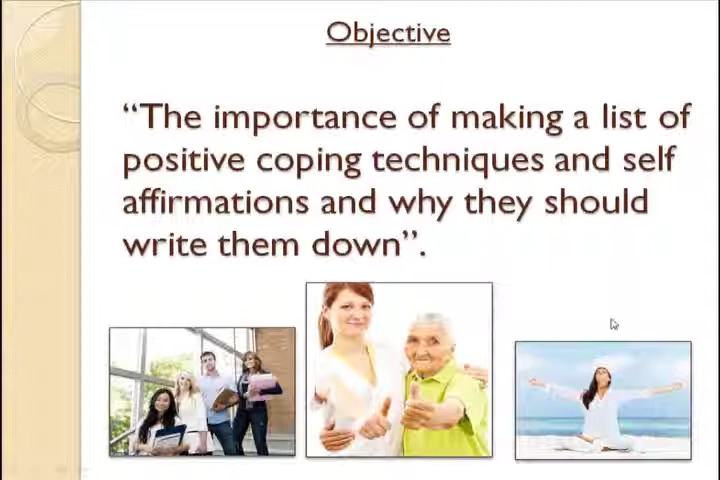 Objective
“The importance of making a list of
positive coping techniques and self
affirmations and why they should
write them down”.